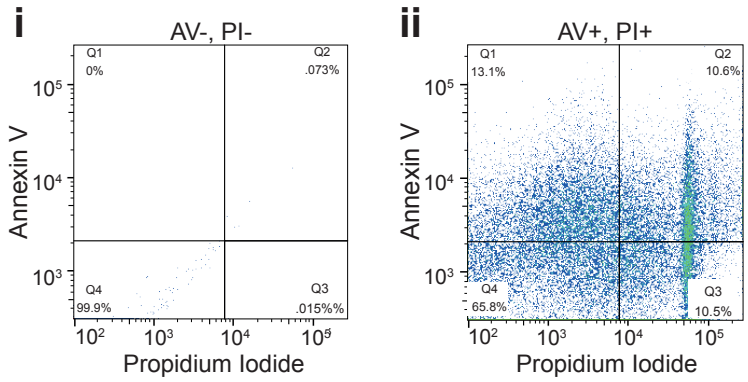 i
AV-, PI-
Q1
0%
Q2
.073%
Q4
99.9%
Q3
.015%%
Annexin V
10⁵
10⁴
10³
10² 10³ 10⁴ 10⁵
Propidium Iodide
ii
AV+, PI+
Q1
13.1%
Q2
10.6%
Q4
65.8%
Q3
10.5%
Annexin V
10⁵
10⁴
10³
10² 10³ 10⁴ 10⁵
Propidium Iodide